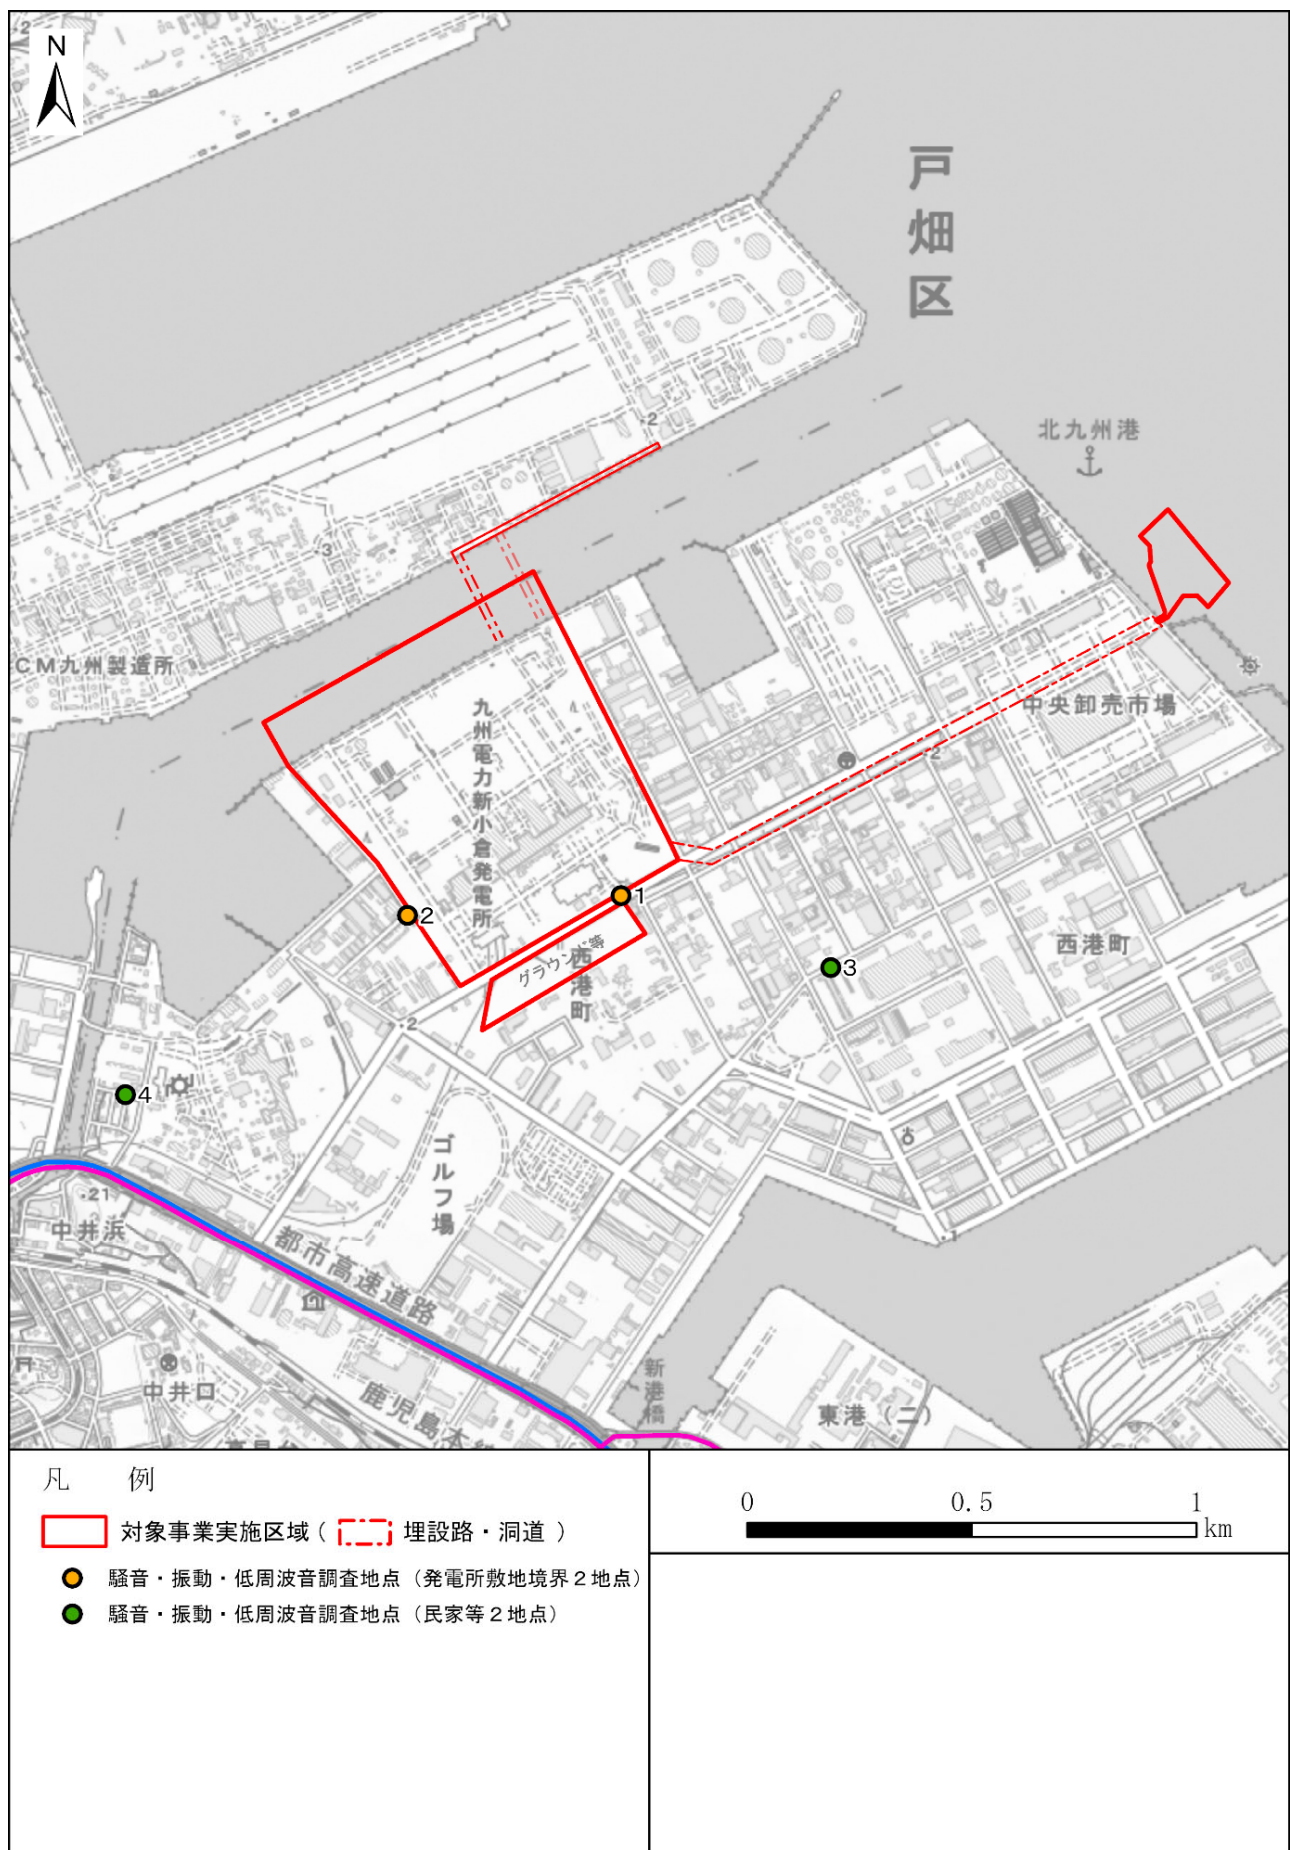 N
戸畑区
北九州港
2
3
CM九州製造所
九州電力新小倉発電所
中央卸売市場
2
1
2
グラウンド等
西港町
西港町
3
2
4
ゴルフ場
21
中井浜
都市高速道路
1
中井口
鹿児島本線
新港橋
東港(二)
凡 例
対象事業実施区域( 埋設路・洞道 )
騒音・振動・低周波音調査地点(発電所敷地境界2地点)
騒音・振動・低周波音調査地点(民家等2地点)
0 0.5 1
km